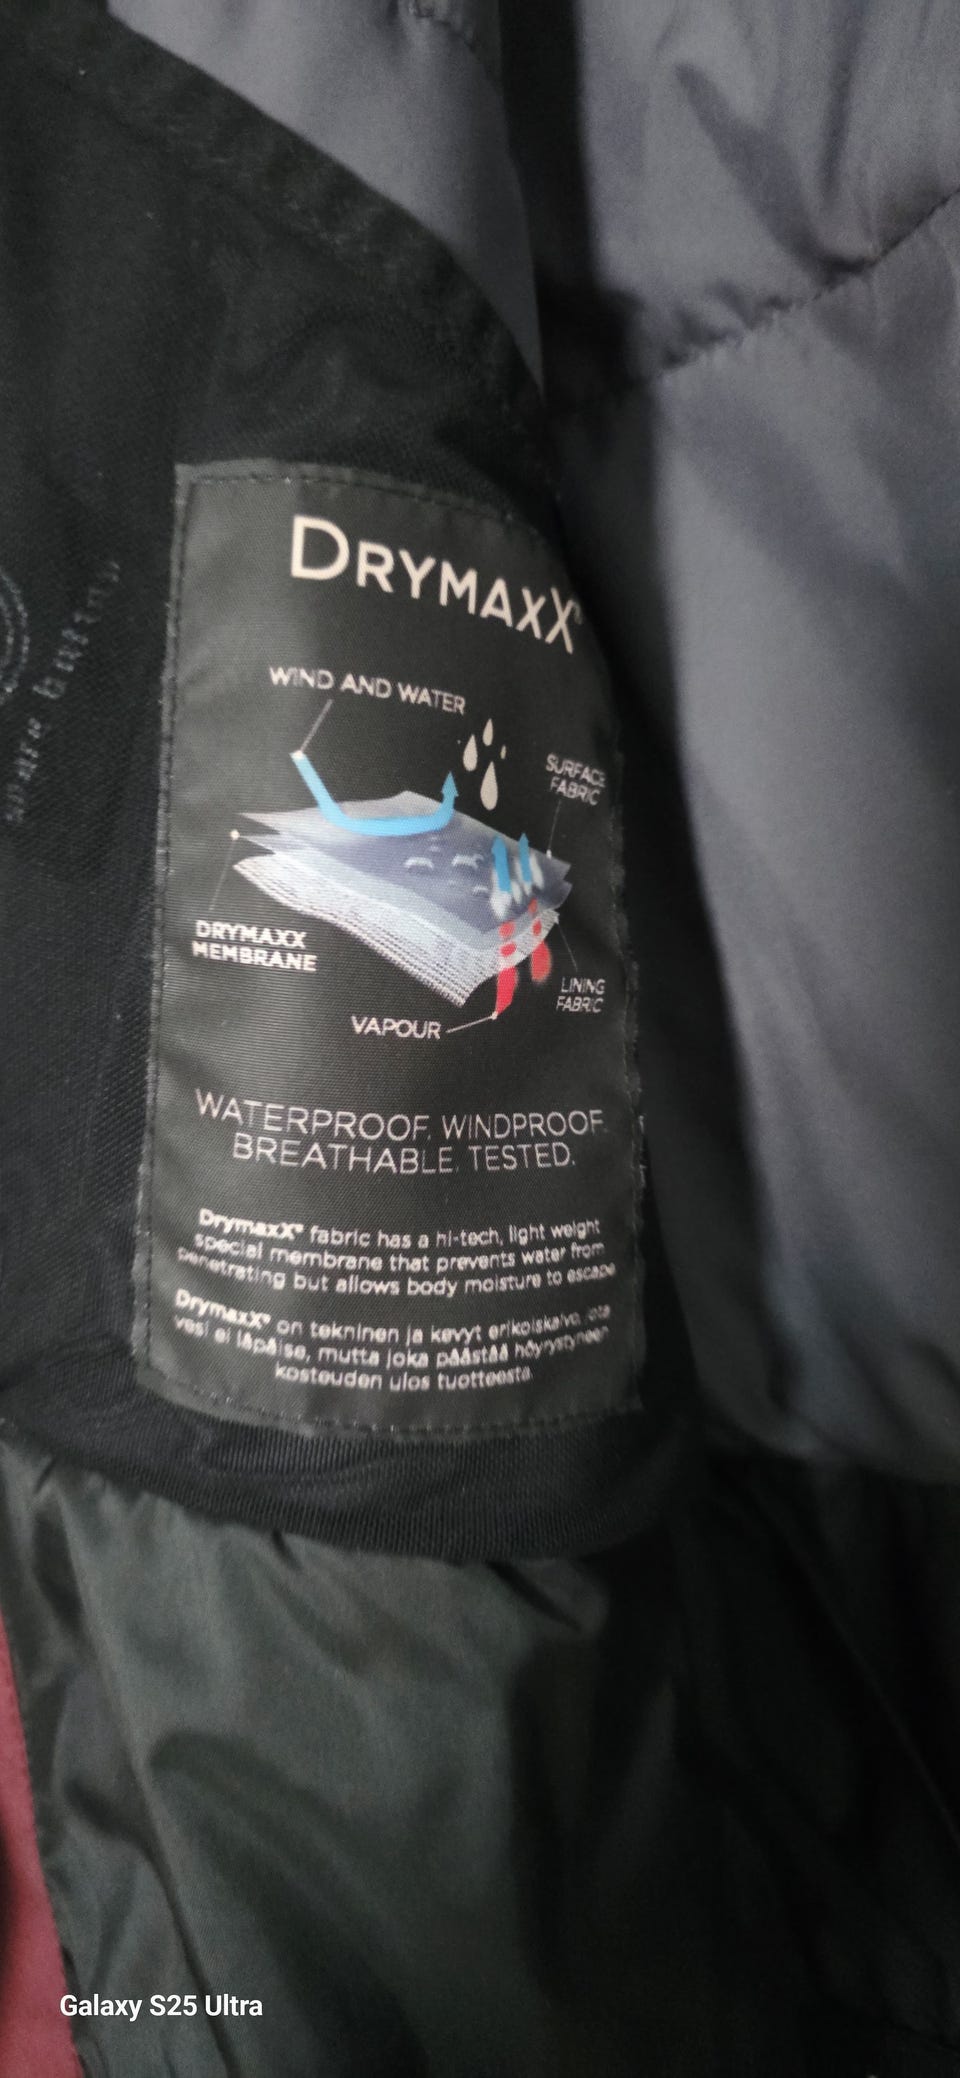 DRYMAXX®
WIND AND WATER
SURFACE
FABRIC
DRYMAXX
MEMBRANE
LINING
FABRIC
VAPOUR
WATERPROOF. WINDPROOF.
BREATHABLE. TESTED.
DrymaxX® fabric has a hi-tech, light weight
special membrane that prevents water from
penetrating but allows body moisture to escape
DrymaxX® on tekninen ja kevyt erikoiskalvo, jota
vesi ei läpäise, mutta joka päästää höyrystyneen
kosteuden ulos tuotteesta
Galaxy S25 Ultra